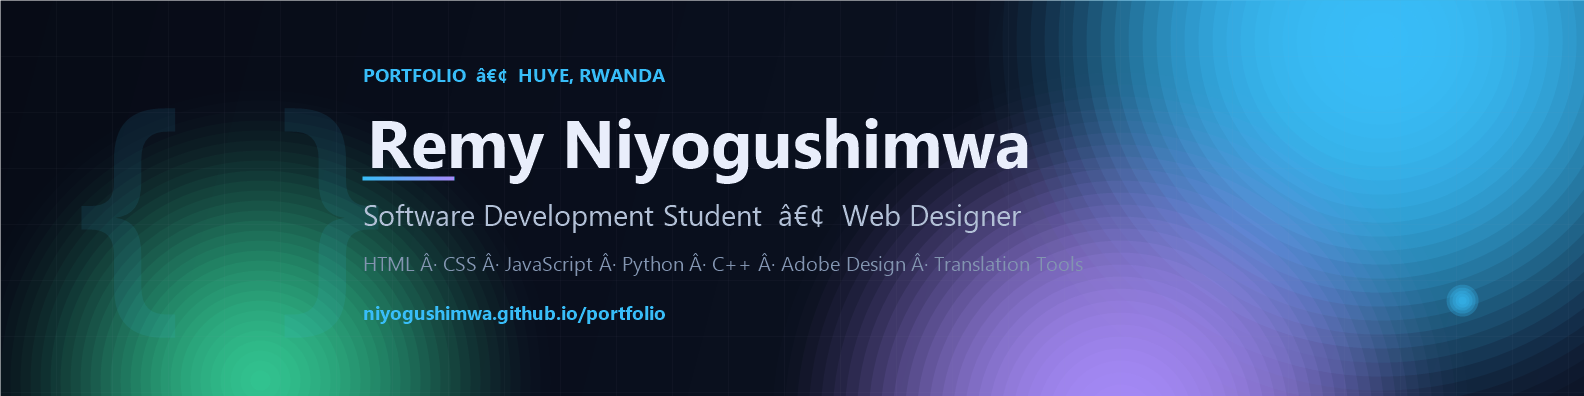 PORTFOLIO â€¢ HUYE, RWANDA
Remy Niyogushimwa
Software Development Student â€¢ Web Designer
HTML Â· CSS Â· JavaScript Â· Python Â· C++ Â· Adobe Design Â· Translation Tools
niyogushimwa.github.io/portfolio
{ }